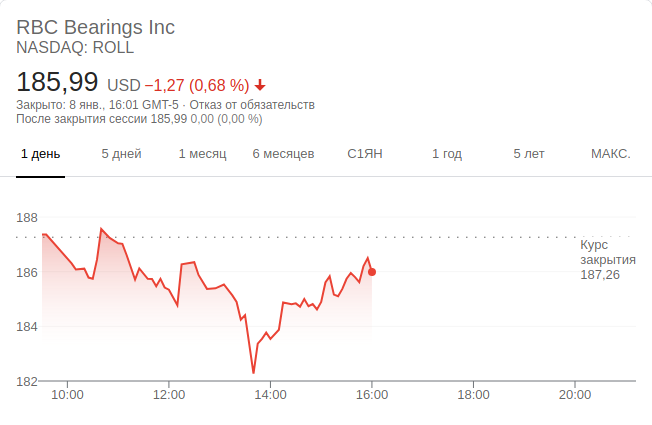 RBC Bearings Inc
NASDAQ: ROLL
185,99 USD −1,27 (0,68 %)
Закрыто: 8 янв., 16:01 GMT-5 · Отказ от обязательств
После закрытия сессии 185,99 0,00 (0,00 %)
1 день 5 дней 1 месяц 6 месяцев С1ЯН 1 год 5 лет МАКС.
188
Курс
закрытия
187,26
186
184
182
10:00 12:00 14:00 16:00 18:00 20:00